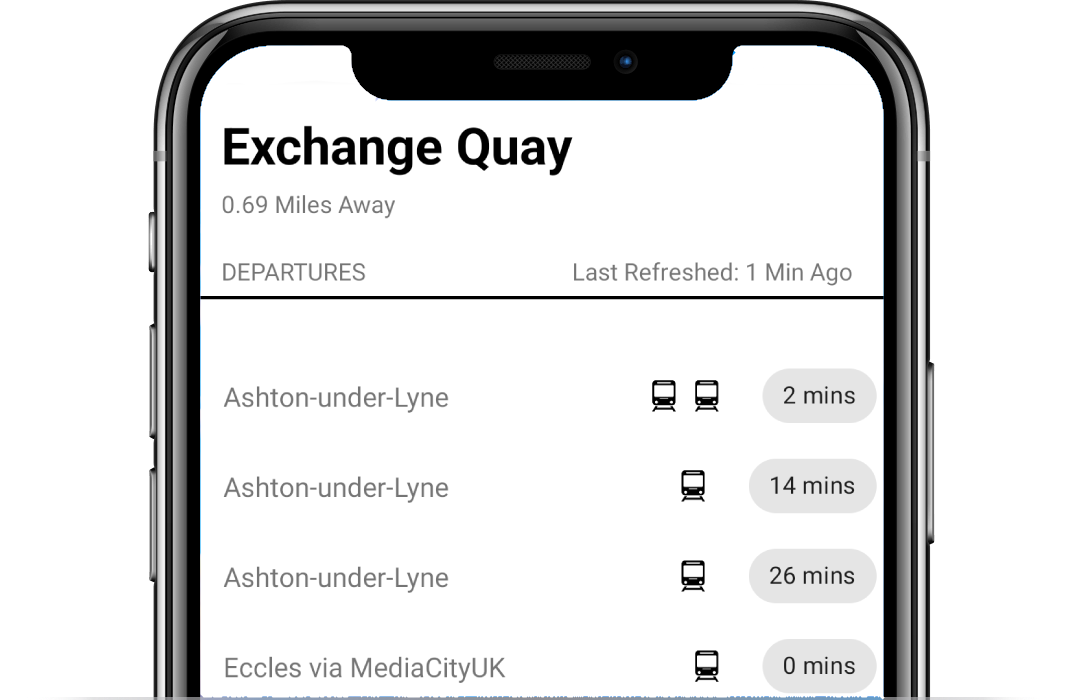 Exchange Quay
0.69 Miles Away
DEPARTURES Last Refreshed: 1 Min Ago
Ashton-under-Lyne 2 mins
Ashton-under-Lyne 14 mins
Ashton-under-Lyne 26 mins
Eccles via MediaCityUK 0 mins